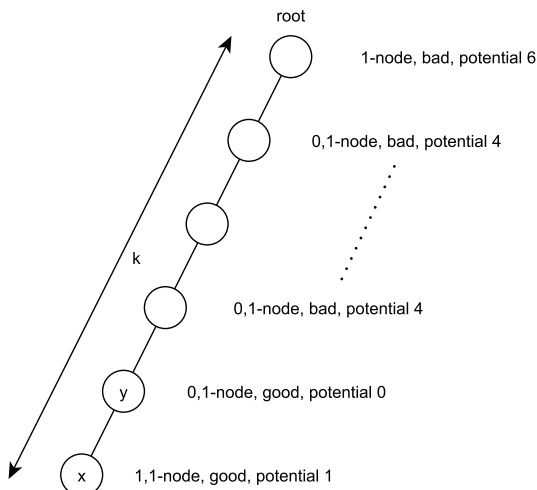 root
1-node, bad, potential 6
0,1-node, bad, potential 4
k
0,1-node, bad, potential 4
y
0,1-node, good, potential 0
x
1,1-node, good, potential 1